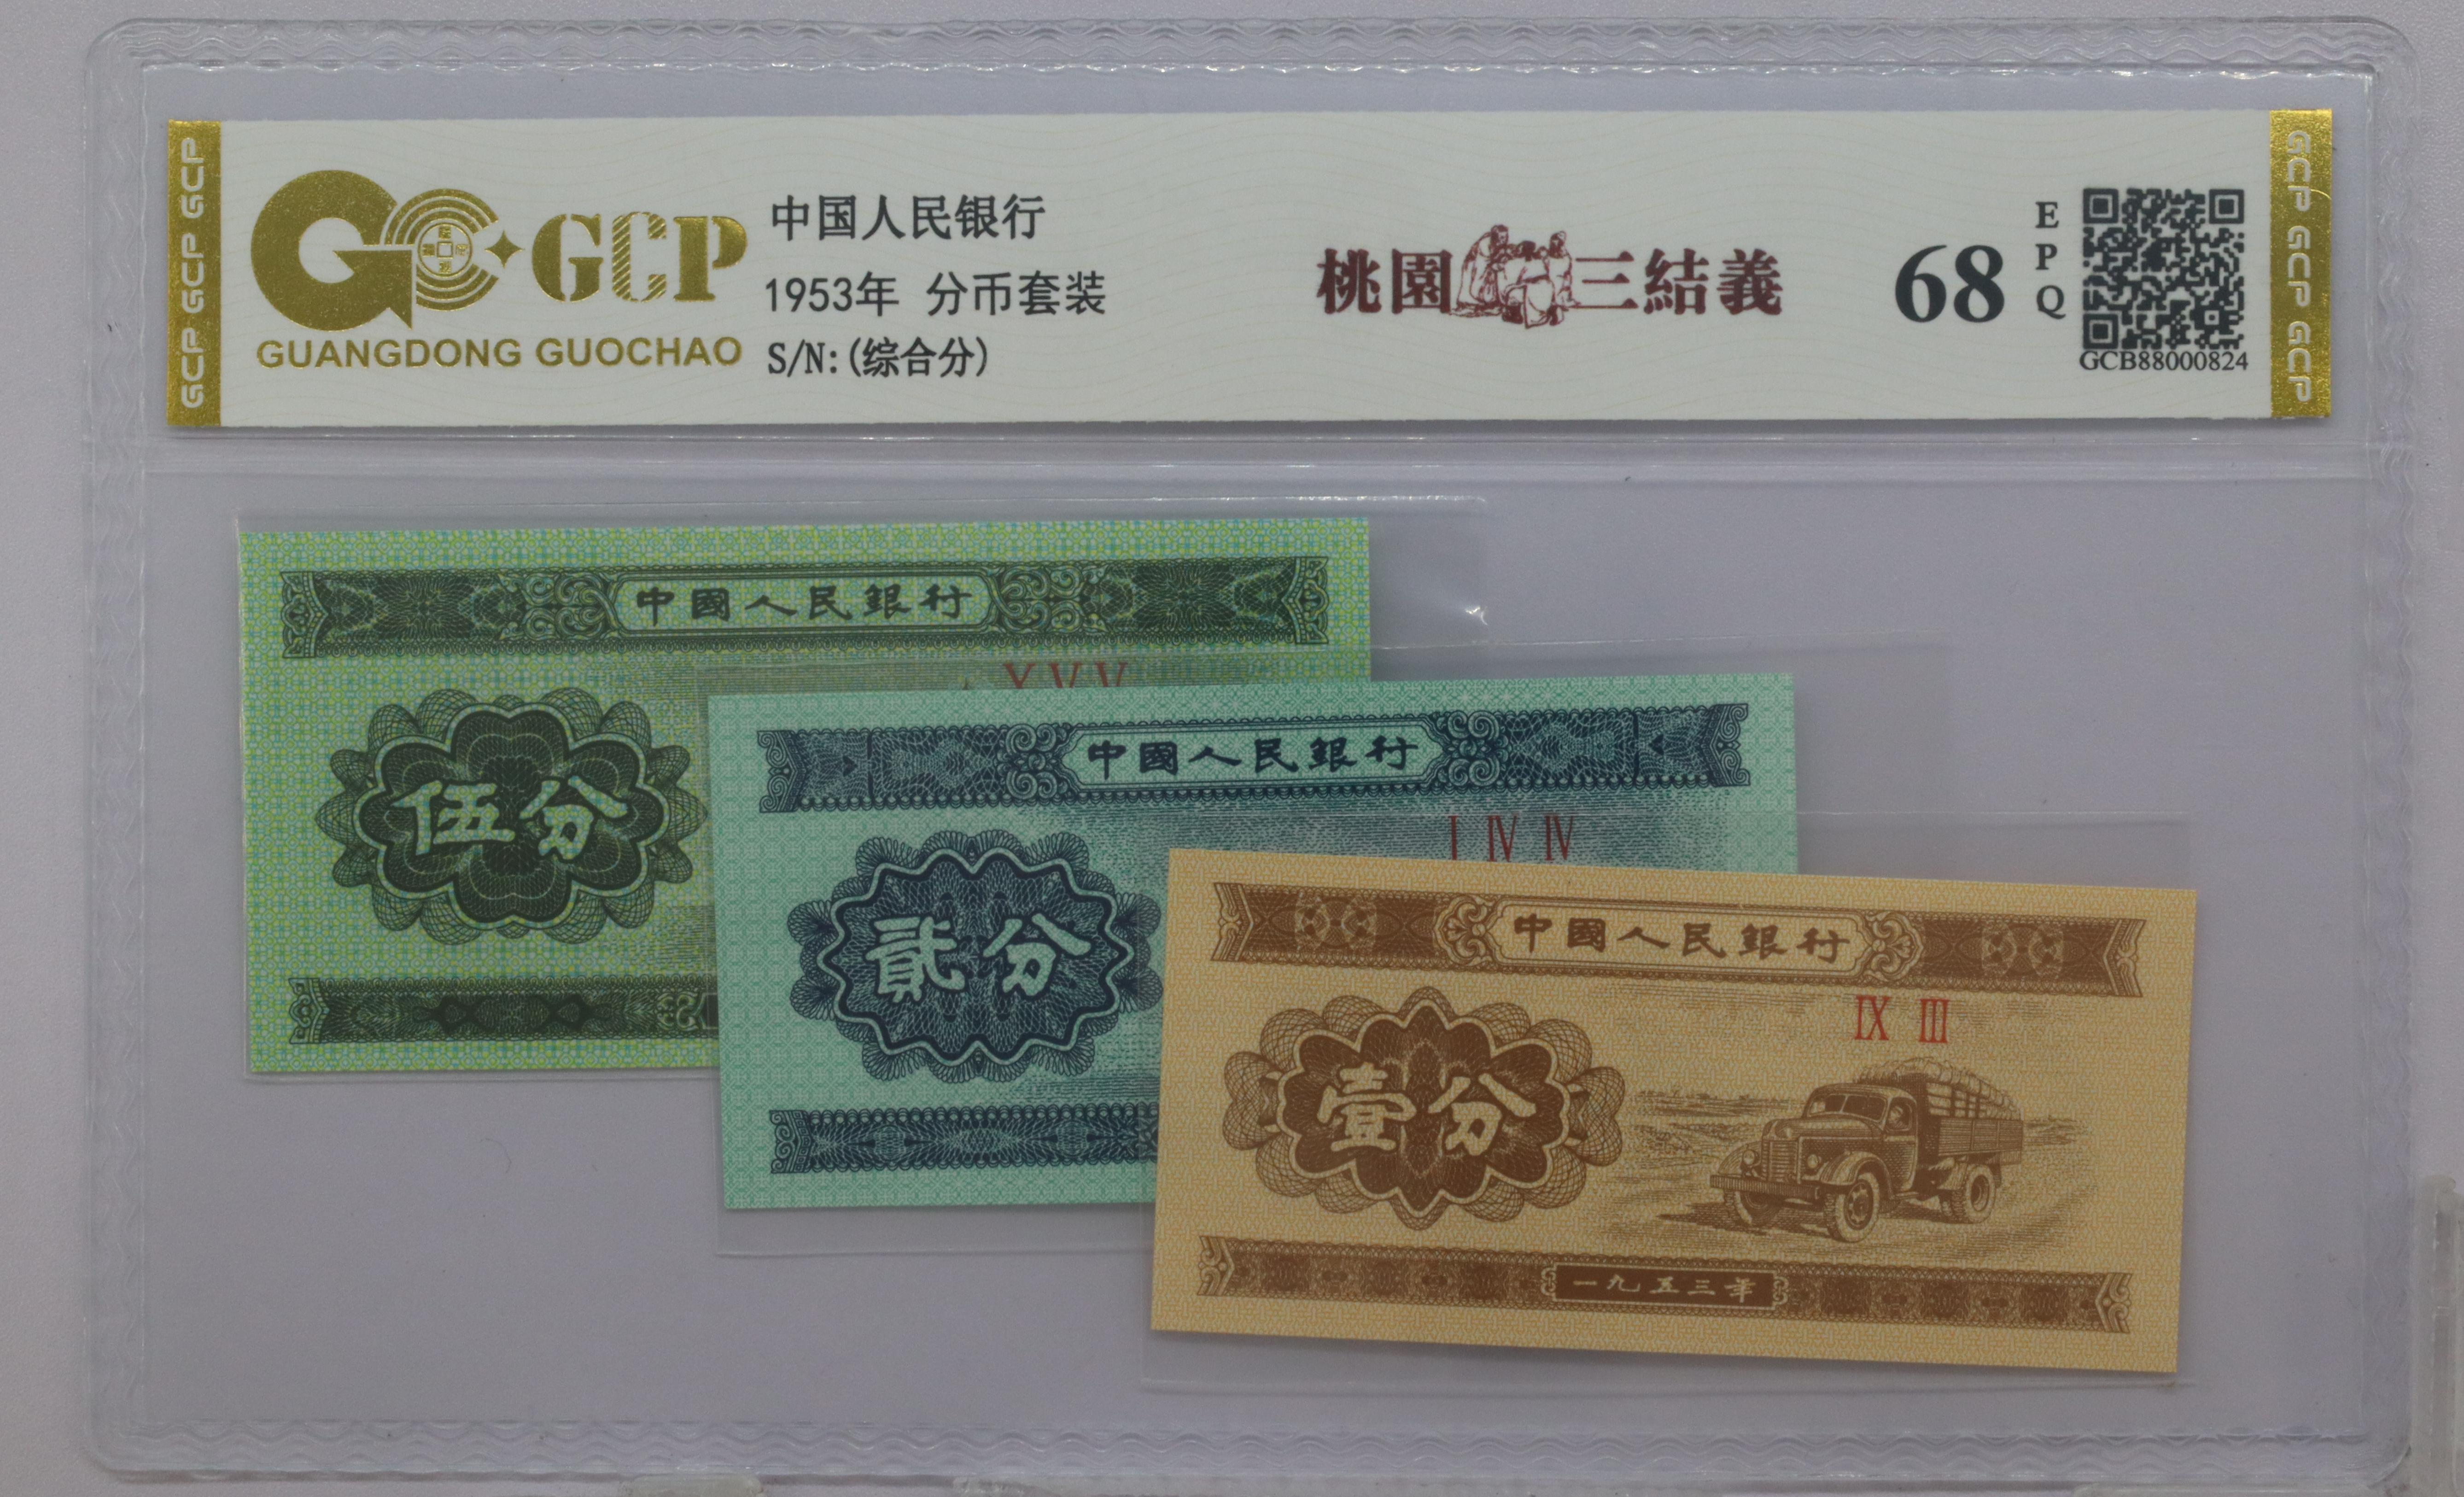 GCP GCP GCP
GCP
GUANGDONG GUOCHAO
中国人民银行
1953年 分币套装
S/N:(综合分)
桃園三結義
68
EPQ
GCB88000824
GCP GCP GCP
中國人民銀行
X V V
伍分
中國人民銀行
I IV IV
貳分
中國人民銀行
IX III
壹分
一九五三年